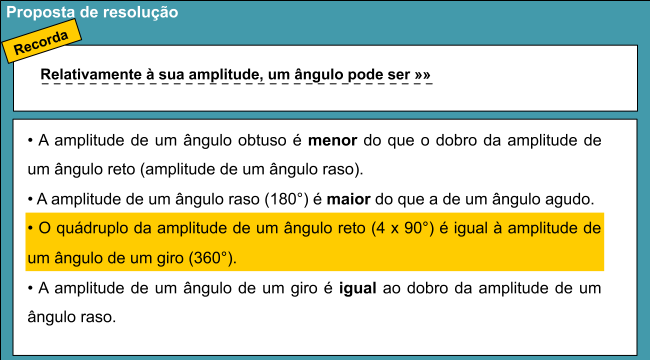 Proposta de resolução
Recorda
Relativamente à sua amplitude, um ângulo pode ser »»
• A amplitude de um ângulo obtuso é menor do que o dobro da amplitude de
um ângulo reto (amplitude de um ângulo raso).
• A amplitude de um ângulo raso (180°) é maior do que a de um ângulo agudo.
• O quádruplo da amplitude de um ângulo reto (4 x 90°) é igual à amplitude de
um ângulo de um giro (360°).
• A amplitude de um ângulo de um giro é igual ao dobro da amplitude de um
ângulo raso.